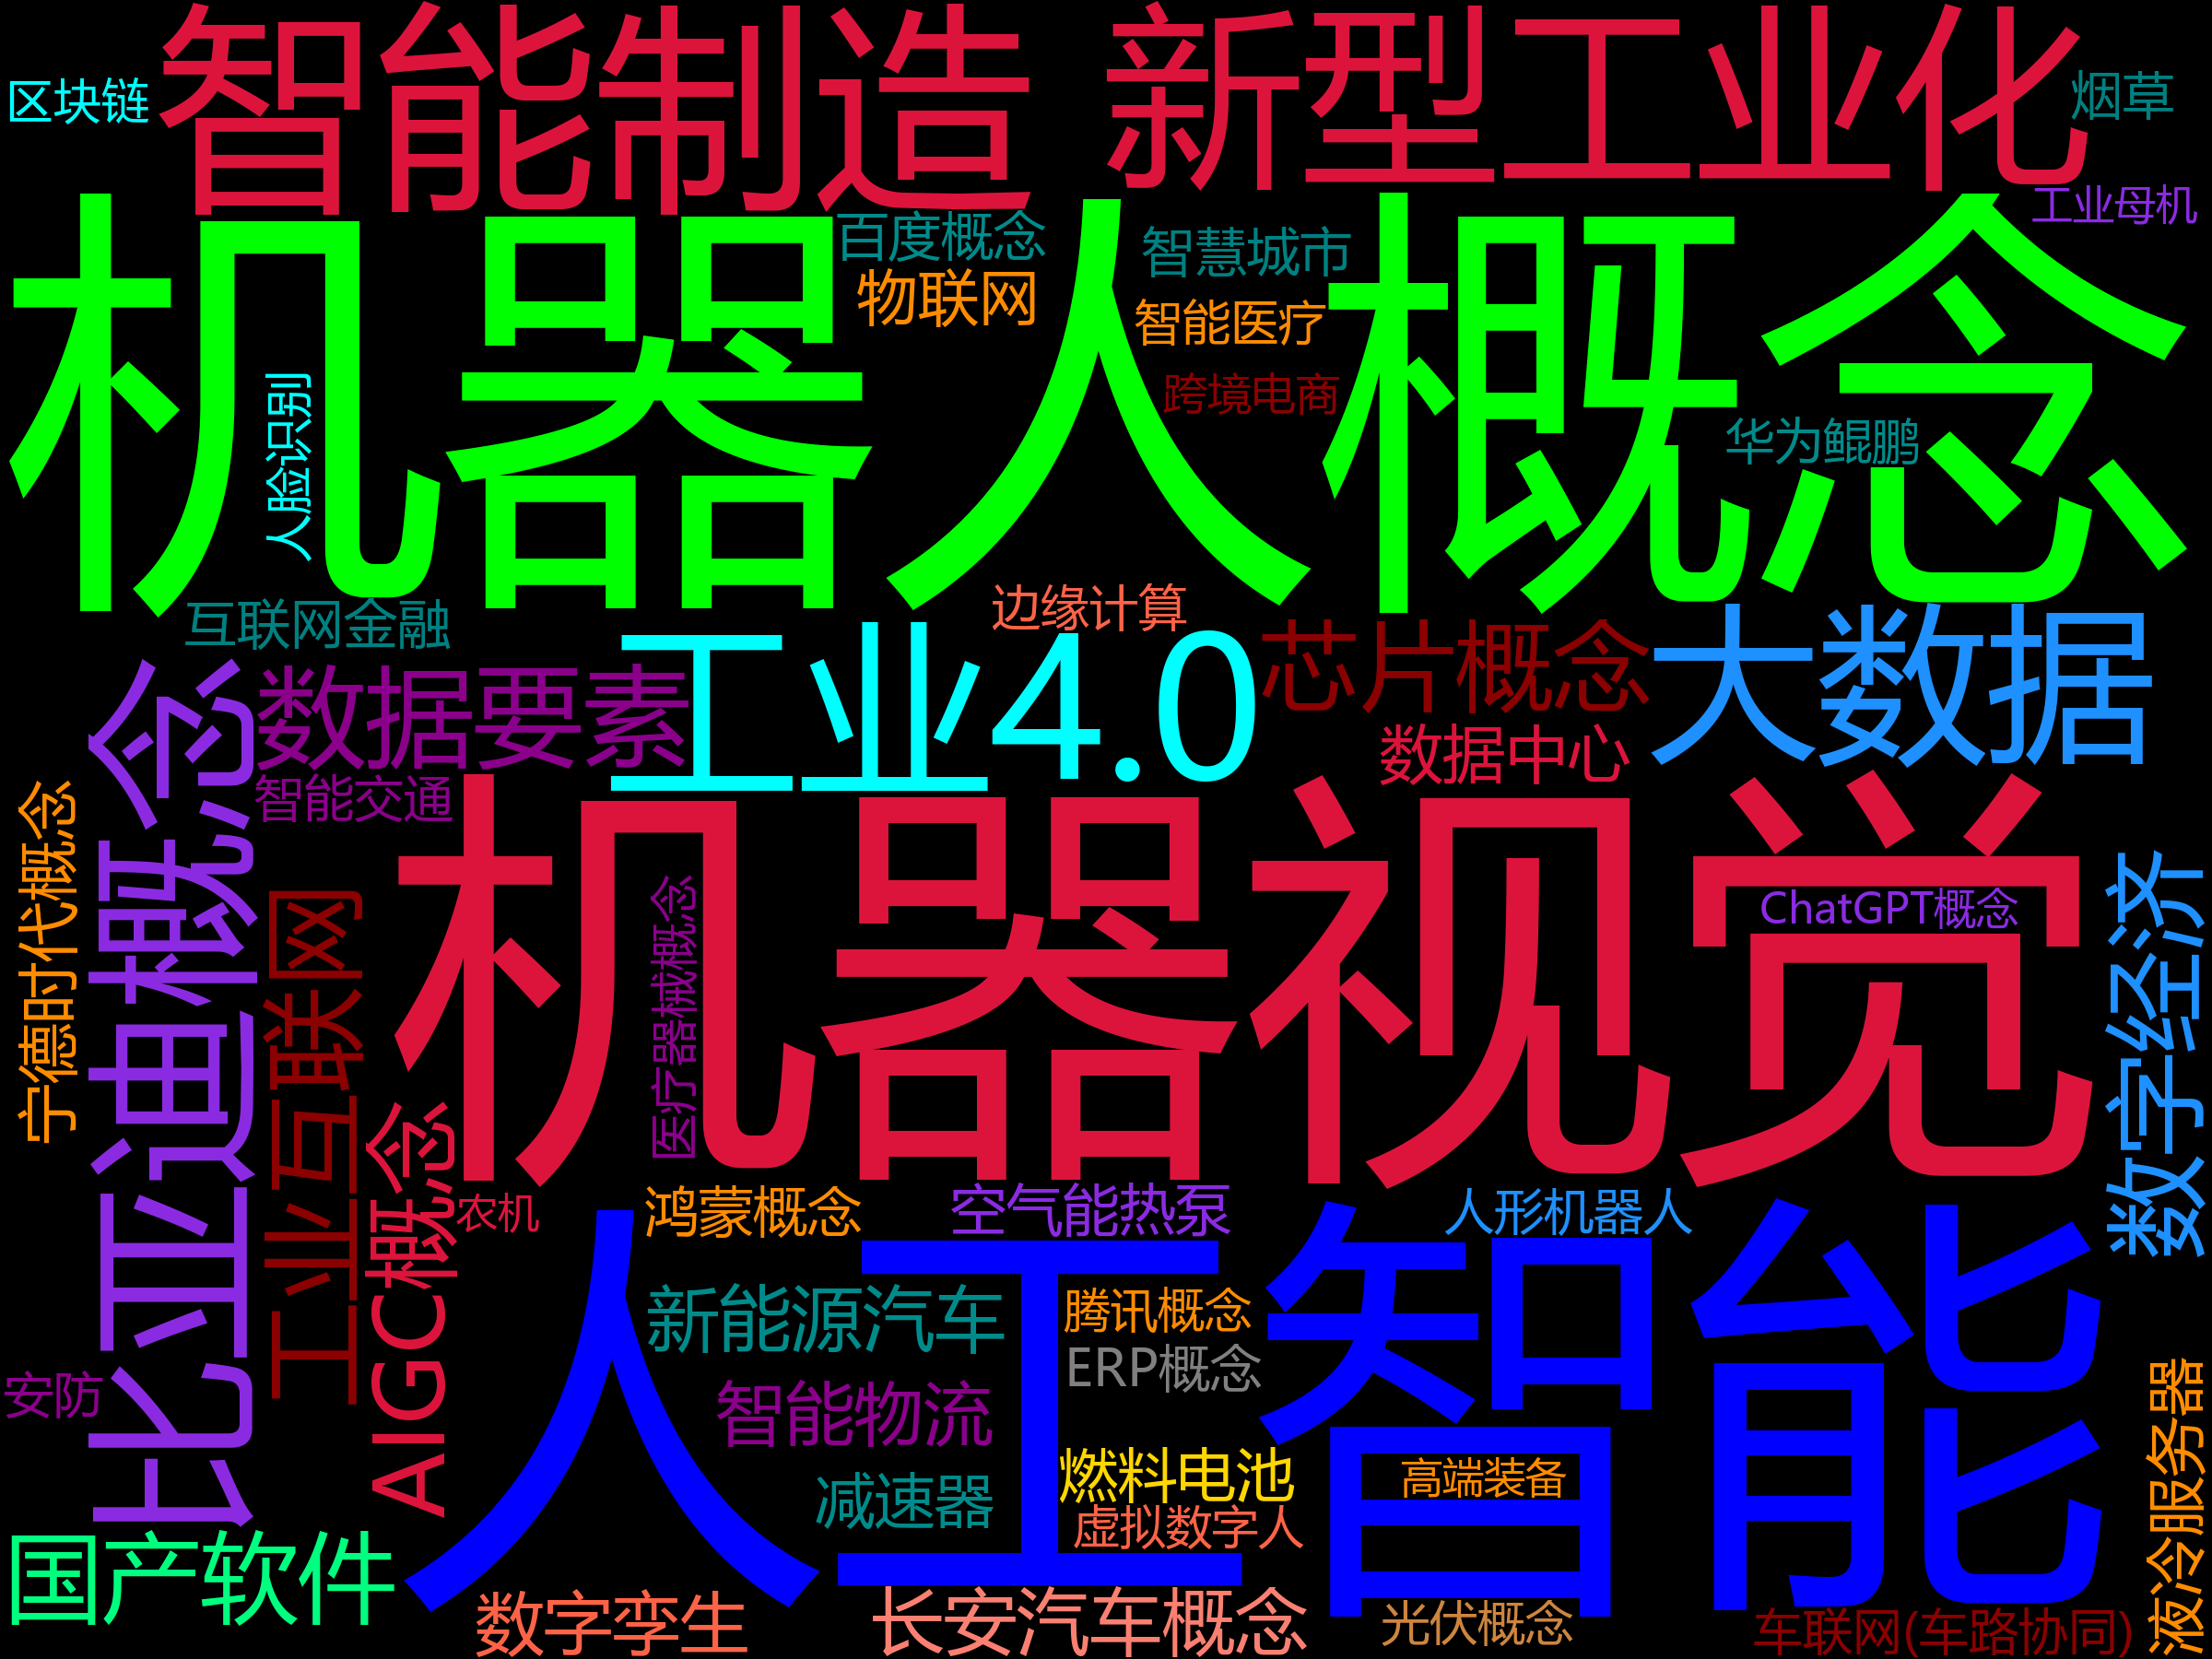 智能制造
新型工业化
区块链
烟草
工业母机
机器人概念
百度概念
智慧城市
物联网
智能医疗
跨境电商
人脸识别
华为鲲鹏
互联网金融
边缘计算
数据要素
工业4.0
芯片概念
大数据
数据中心
智能交通
比亚迪概念
宁德时代概念
工业互联网
机器视觉
医疗器械概念
ChatGPT概念
数字经济
AIGC概念
农机
鸿蒙概念
空气能热泵
人形机器人
人工智能
新能源汽车
腾讯概念
ERP概念
安防
智能物流
燃料电池
高端装备
减速器
虚拟数字人
液冷服务器
国产软件
数字孪生
长安汽车概念
光伏概念
车联网(车路协同)